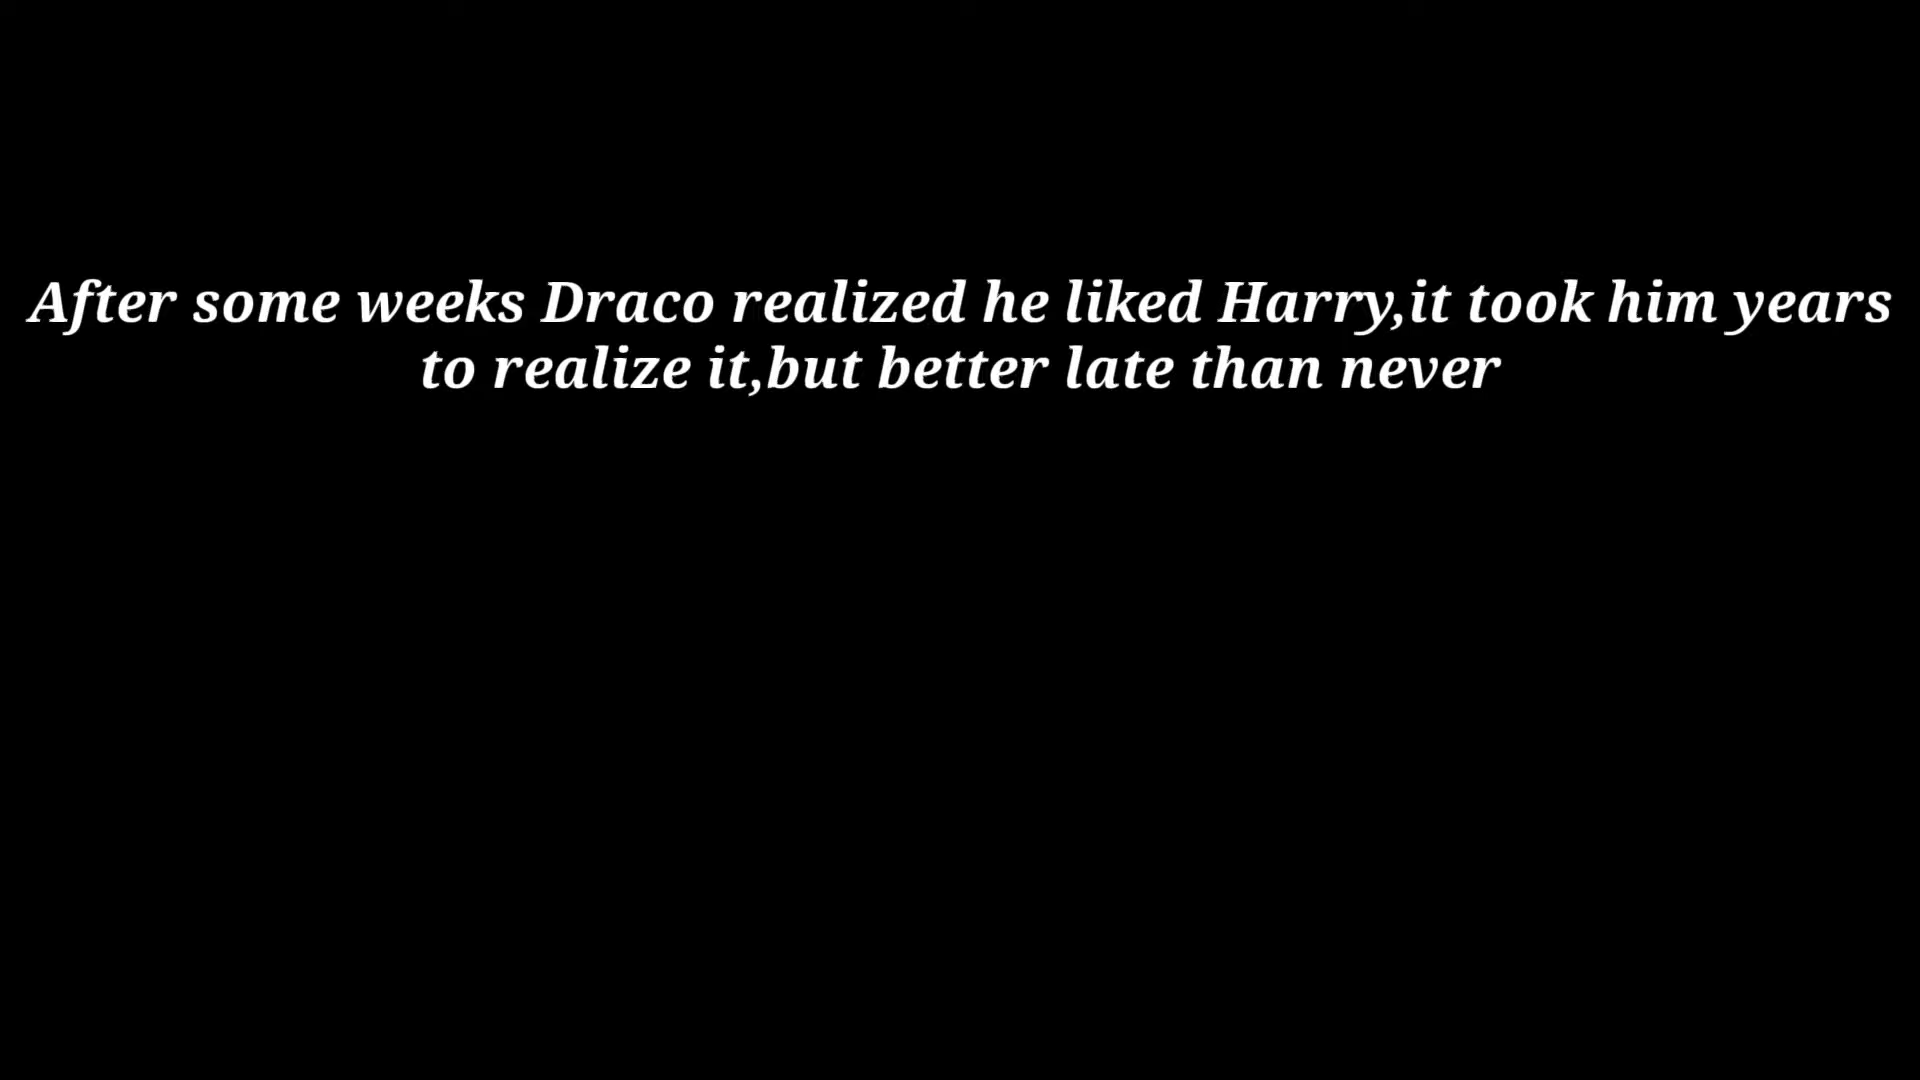 After some weeks Draco realized he liked Harry,it took him years
to realize it,but better late than never